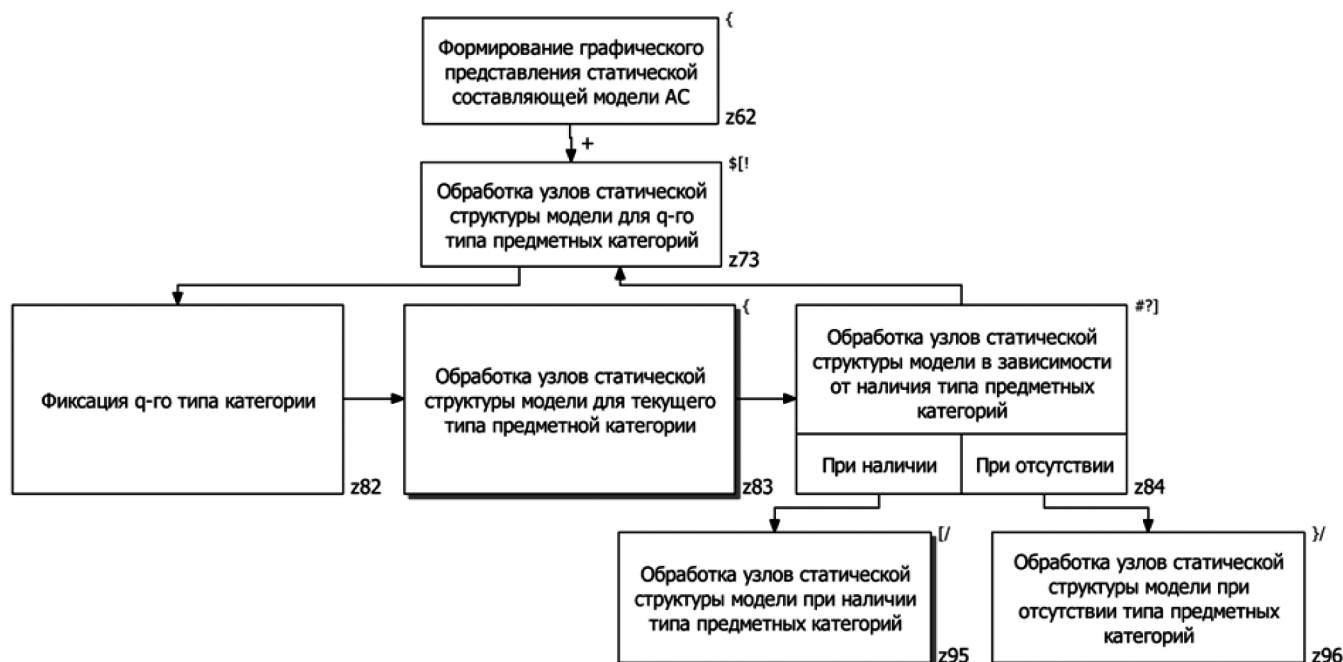 {
Формирование графического
представления статической
составляющей модели АС
z62
+
$[!
Обработка узлов статической
структуры модели для q-го
типа предметных категорий
z73
Фиксация q-го типа категории
z82
{
Обработка узлов статической
структуры модели для текущего
типа предметной категории
z83
#?]
Обработка узлов статической
структуры модели в зависимости
от наличия типа предметных
категорий
При наличии
При отсутствии
z84
[/
Обработка узлов статической
структуры модели при наличии
типа предметных категорий
z95
}/
Обработка узлов статической
структуры модели при
отсутствии типа предметных
категорий
z96